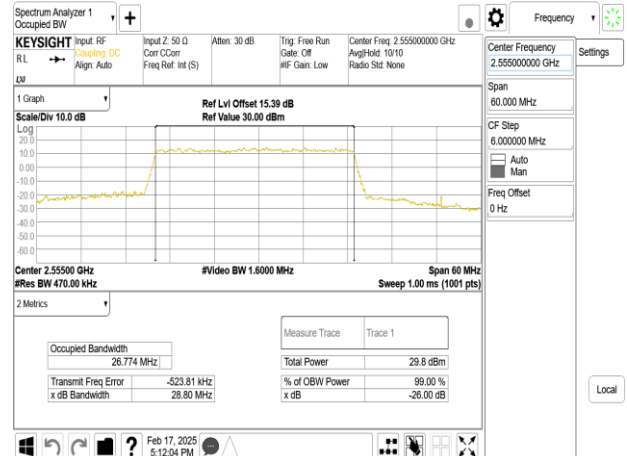 Spectrum Analyzer 1
Occupied BW
+
Frequency
KEYSIGHT
RL
LXI
Input: RF
Coupling: DC
Align: Auto
Input Z: 50 Ω
Corr CCorr
Freq Ref: Int (S)
Atten: 30 dB
Trig: Free Run
Gate: Off
#IF Gain: Low
Center Freq: 2.555000000 GHz
Avg|Hold: 10/10
Radio Std: None
Center Frequency
2.555000000 GHz
Settings
Span
60.000 MHz
CF Step
6.000000 MHz
Auto
Man
Freq Offset
0 Hz
Local
1 Graph
Scale/Div 10.0 dB
Ref Lvl Offset 15.39 dB
Ref Value 30.00 dBm
Log
20.0
10.0
0.00
-10.0
-20.0
-30.0
-40.0
-50.0
-60.0
Center 2.55500 GHz
#Video BW 1.6000 MHz
Span 60 MHz
#Res BW 470.00 kHz
Sweep 1.00 ms (1001 pts)
2 Metrics
Measure Trace Trace 1
Occupied Bandwidth
26.774 MHz
Total Power 29.8 dBm
Transmit Freq Error -523.81 kHz
% of OBW Power 99.00 %
x dB Bandwidth 28.80 MHz
x dB -26.00 dB
?
Feb 17, 2025
5:12:04 PM